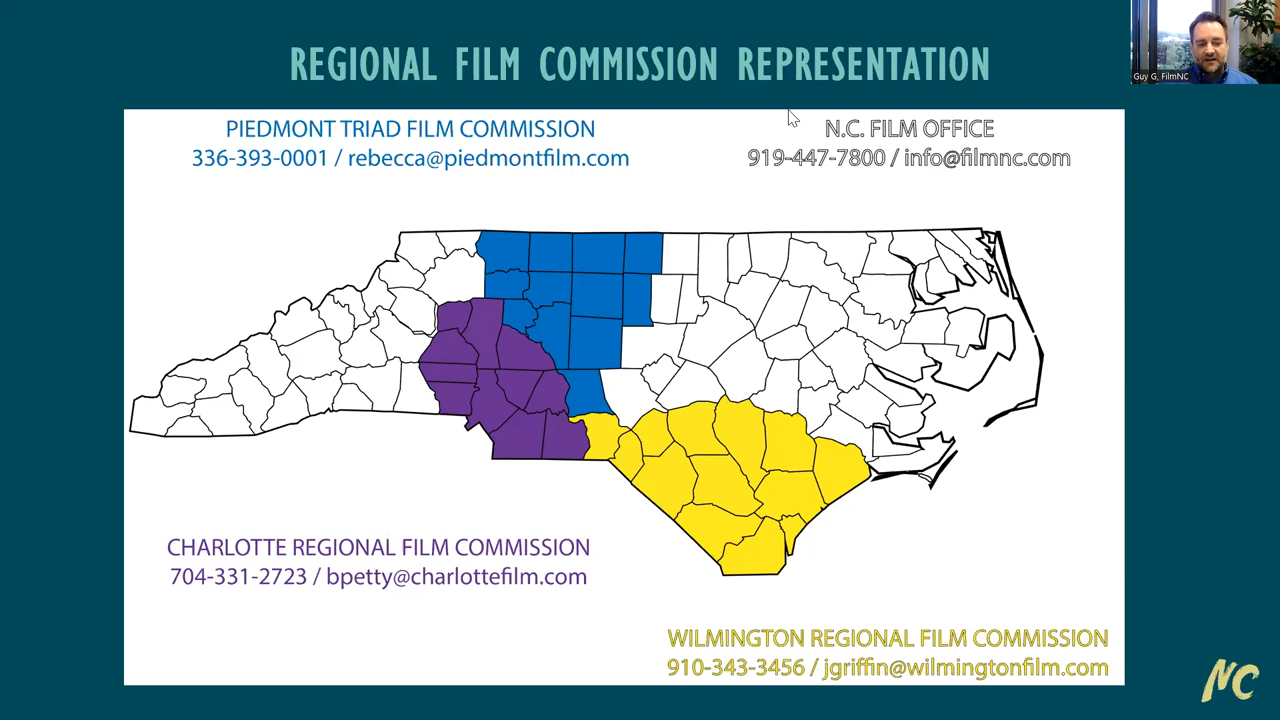 REGIONAL FILM COMMISSION REPRESENTATION
Guy G, FilmNC
PIEDMONT TRIAD FILM COMMISSION
336-393-0001 / rebecca@piedmontfilm.com
N.C. FILM OFFICE
919-447-7800 / info@filmnc.com
CHARLOTTE REGIONAL FILM COMMISSION
704-331-2723 / bpetty@charlottefilm.com
WILMINGTON REGIONAL FILM COMMISSION
910-343-3456 / jgriffin@wilmingtonfilm.com
NC